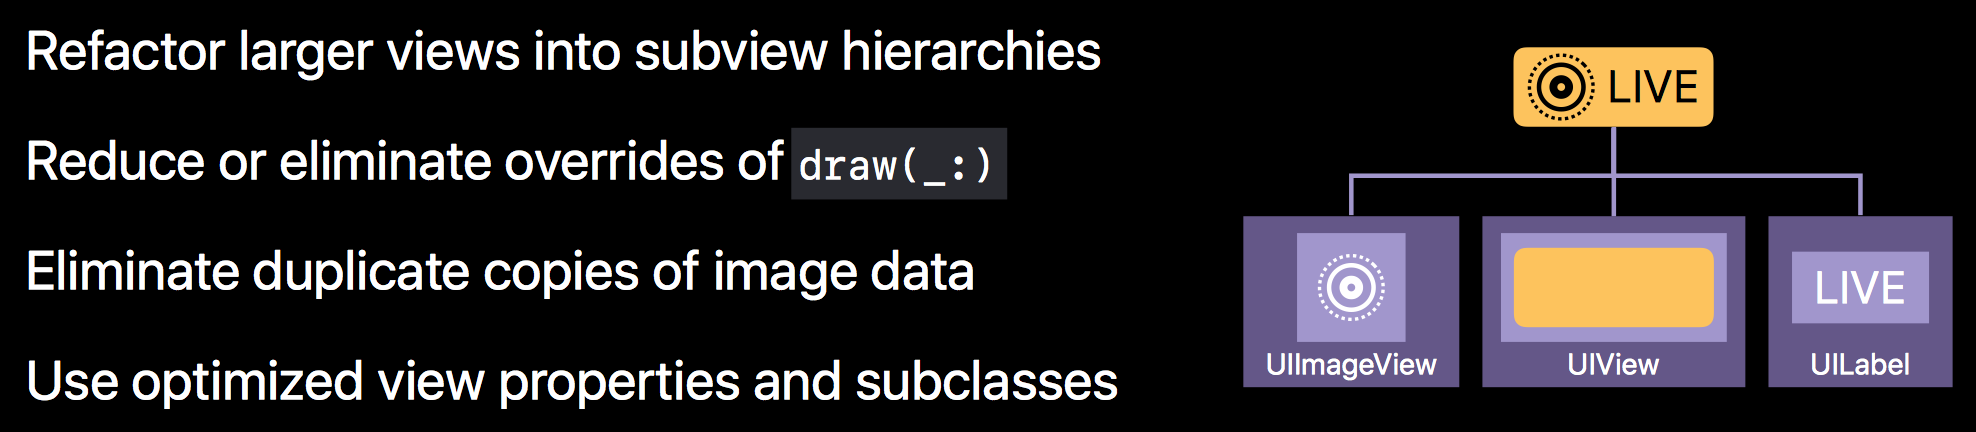 Refactor larger views into subview hierarchies
Reduce or eliminate overrides of draw(_:)
Eliminate duplicate copies of image data
Use optimized view properties and subclasses
LIVE
LIVE
UIImageView
UIView
UILabel